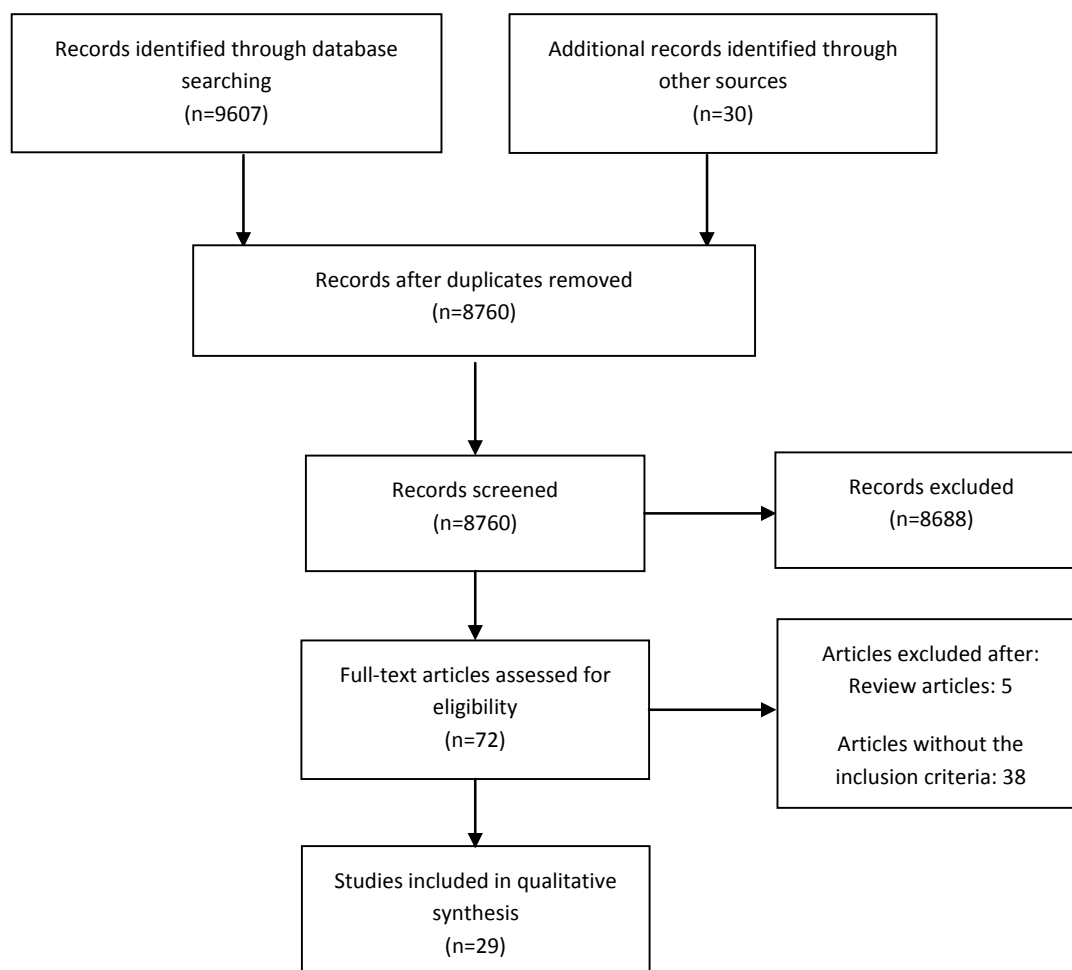 Records identified through database
searching
(n=9607)
Additional records identified through
other sources
(n=30)
Records after duplicates removed
(n=8760)
Records screened
(n=8760)
Records excluded
(n=8688)
Full-text articles assessed for
eligibility
(n=72)
Articles excluded after:
Review articles: 5
Articles without the
inclusion criteria: 38
Studies included in qualitative
synthesis
(n=29)